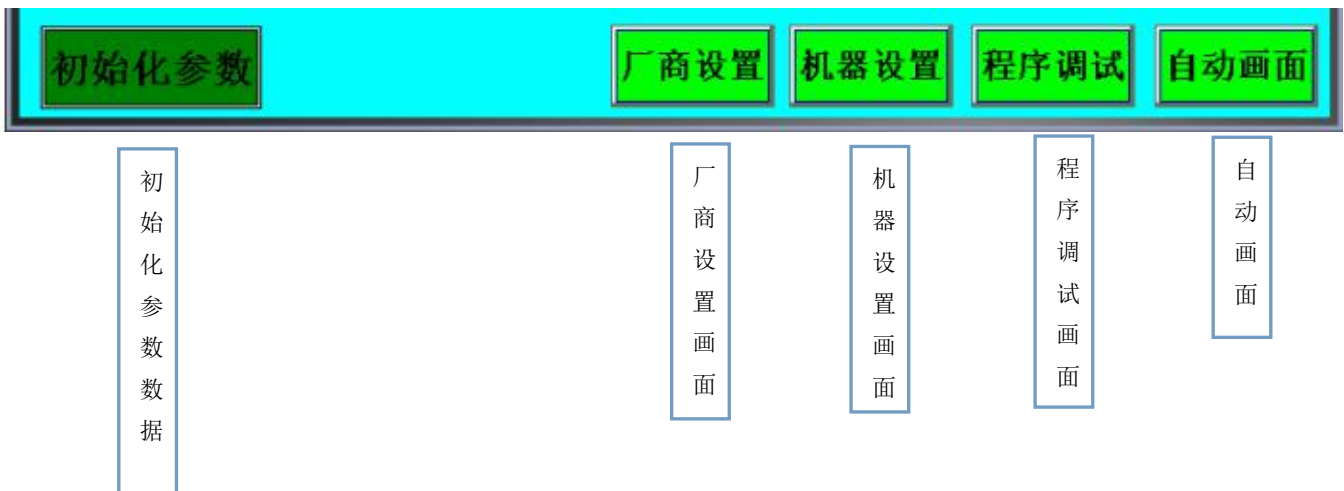 初始化参数
厂商设置
机器设置
程序调试
自动画面
初始化参数数据
厂商设置画面
机器设置画面
程序调试画面
自动画面